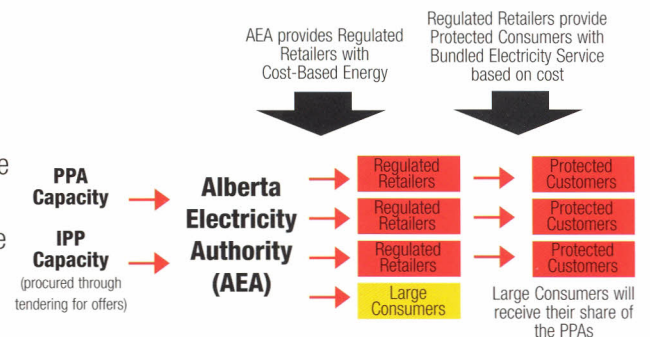 AEA provides Regulated
Retailers with
Cost-Based Energy
Regulated Retailers provide
Protected Consumers with
Bundled Electricity Service
based on cost
e
e
PPA
Capacity
IPP
Capacity
(procured through
tendering for offers)
Alberta
Electricity
Authority
(AEA)
Regulated
Retailers
Regulated
Retailers
Regulated
Retailers
Large
Consumers
Protected
Customers
Protected
Customers
Protected
Customers
Large Consumers will
receive their share of
the PPAs